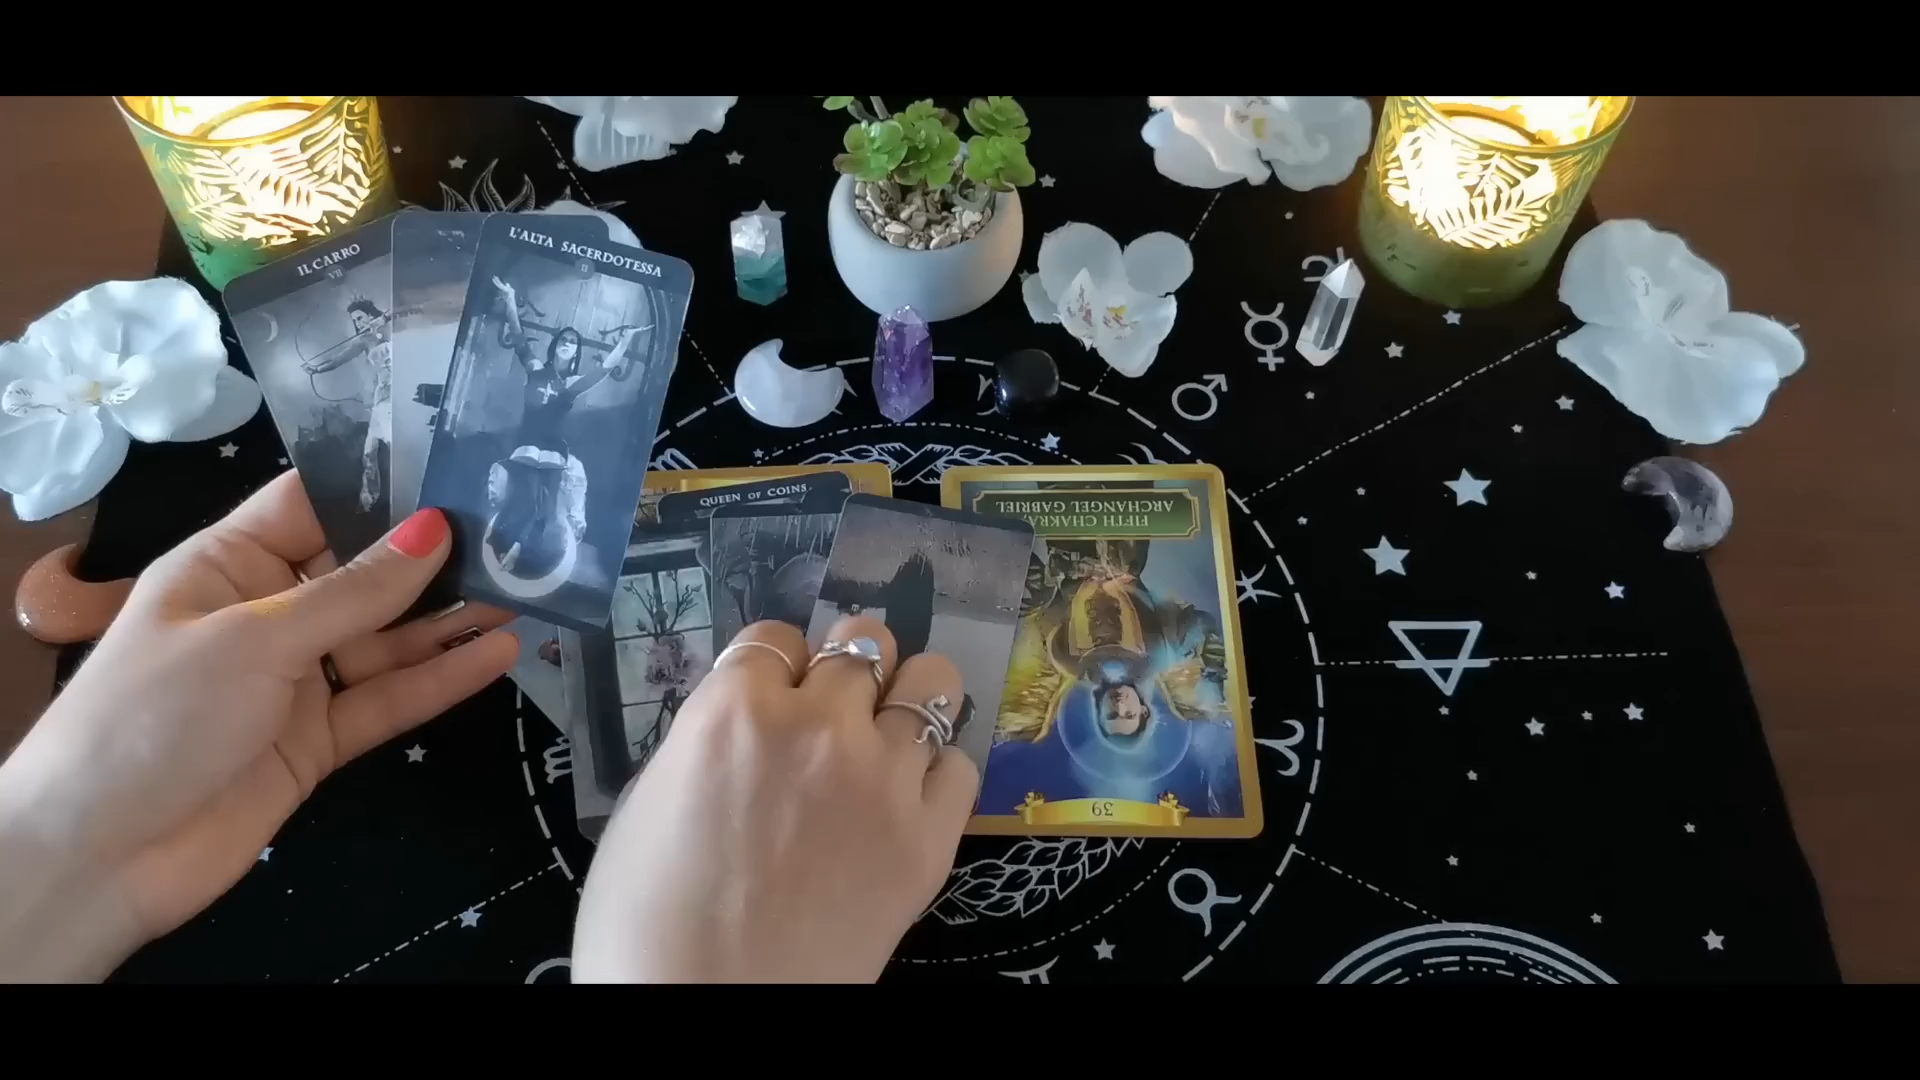 IL CARRO
VII
L'ALTA SACERDOTESSA
II
QUEEN OF COINS
FIFTH CHAKRA
ARCHANGEL GABRIEL
39